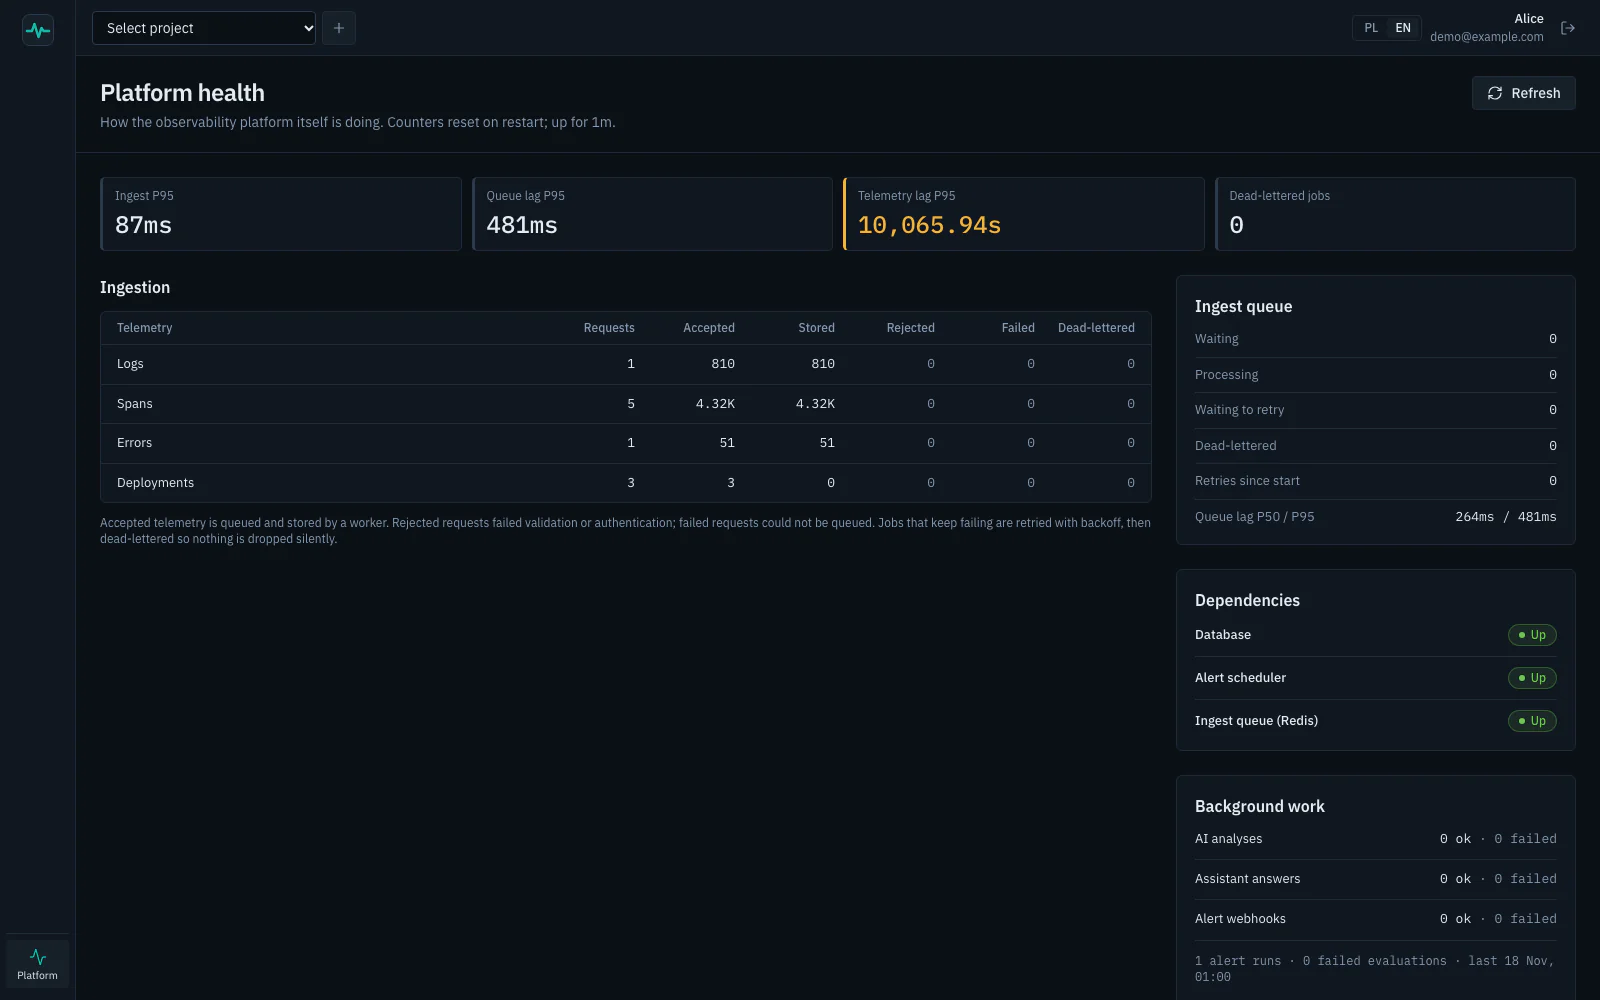 Select project
+
PL EN
Alice
demo@example.com
Platform health
How the observability platform itself is doing. Counters reset on restart; up for 1m.
Refresh
Ingest P95
87ms
Queue lag P95
481ms
Telemetry lag P95
10,065.94s
Dead-lettered jobs
0
Ingestion
Telemetry Requests Accepted Stored Rejected Failed Dead-lettered
Logs 1 810 810 0 0 0
Spans 5 4.32K 4.32K 0 0 0
Errors 1 51 51 0 0 0
Deployments 3 3 0 0 0 0
Accepted telemetry is queued and stored by a worker. Rejected requests failed validation or authentication; failed requests could not be queued. Jobs that keep failing are retried with backoff, then
dead-lettered so nothing is dropped silently.
Ingest queue
Waiting 0
Processing 0
Waiting to retry 0
Dead-lettered 0
Retries since start 0
Queue lag P50 / P95 264ms / 481ms
Dependencies
Database Up
Alert scheduler Up
Ingest queue (Redis) Up
Background work
AI analyses 0 ok · 0 failed
Assistant answers 0 ok · 0 failed
Alert webhooks 0 ok · 0 failed
1 alert runs · 0 failed evaluations · last 18 Nov,
01:00
Platform